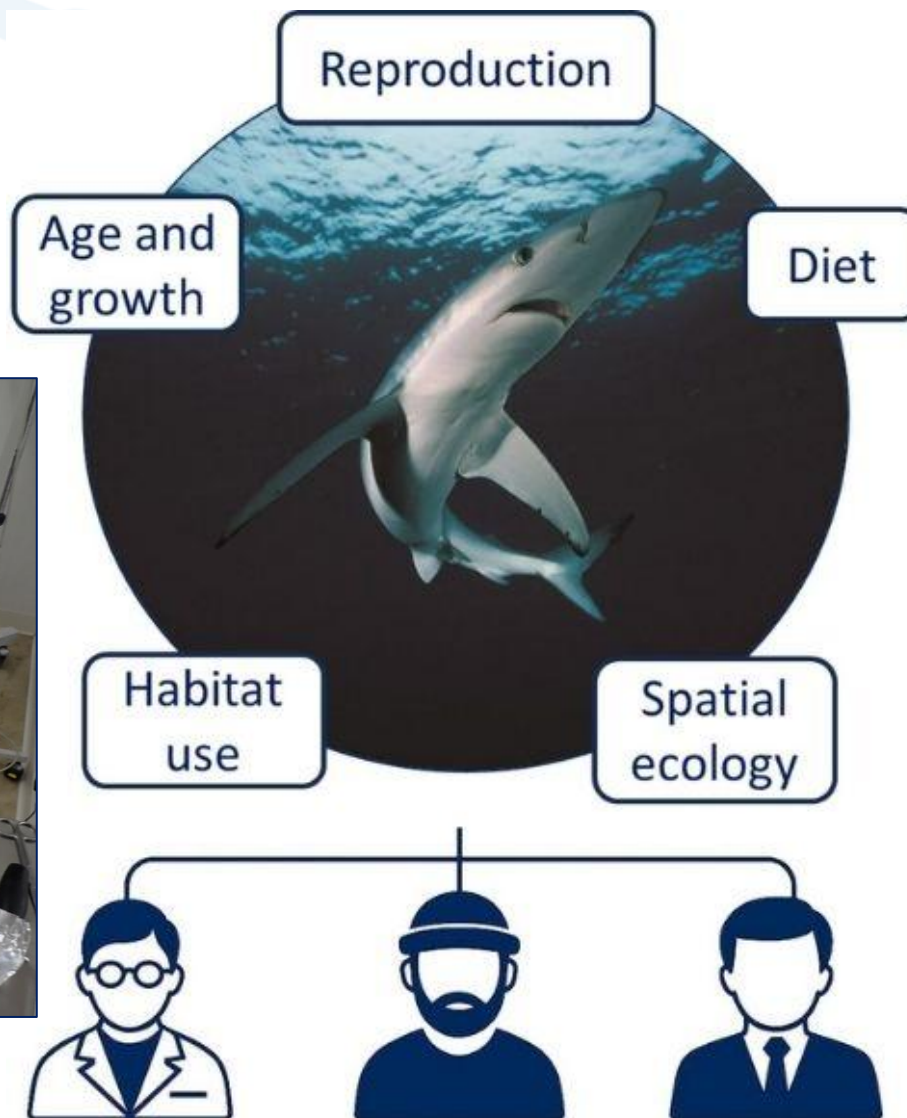 Reproduction
Age and
growth
Diet
Habitat
use
Spatial
ecology